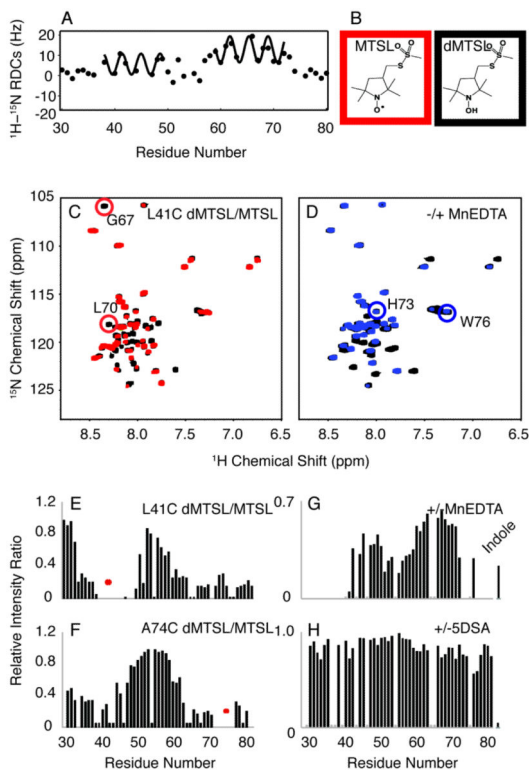 A
B
¹H–¹⁵N RDCs (Hz)
20
10
0
-10
30 40 50 60 70 80
Residue Number
MTSL
O
O
S
S
N
O•
dMTSL
O
O
S
S
N
OH
C
G67
L41C dMTSL/MTSL
L70
D
-/+ MnEDTA
H73
W76
¹⁵N Chemical Shift (ppm)
105
110
115
120
125
8.5 8.0 7.5 7.0 6.5
8.5 8.0 7.5 7.0 6.5
¹H Chemical Shift (ppm)
Relative Intensity Ratio
E
L41C dMTSL/MTSL
1.2
0.8
0.4
0
G
+/-MnEDTA
Indole
0.7
0
F
A74C dMTSL/MTSL
1.2
0.8
0.4
0
H
+/-5DSA
1.0
0
30 40 50 60 70 80
Residue Number
30 40 50 60 70 80
Residue Number